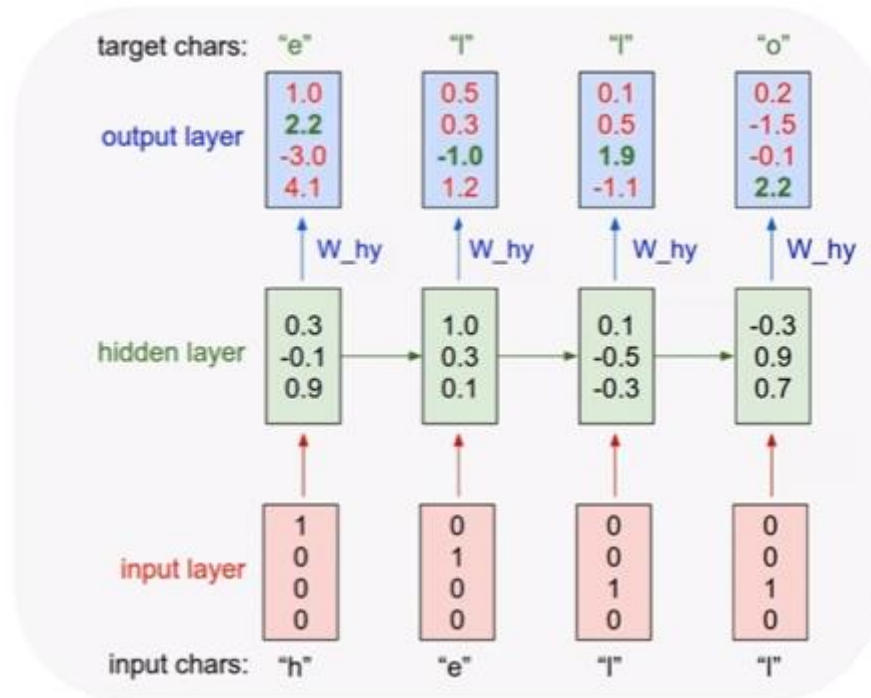 target chars: "e" "l" "l" "o"
1.0 0.5 0.1 0.2
output layer 2.2 0.3 0.5 -1.5
-3.0 -1.0 1.9 -0.1
4.1 1.2 -1.1 2.2
W_hy W_hy W_hy W_hy
0.3 1.0 0.1 -0.3
hidden layer -0.1 0.3 -0.5 0.9
0.9 0.1 -0.3 0.7
1 0 0 0
0 1 0 0
input layer 0 0 1 1
0 0 0 0
input chars: "h" "e" "l" "l"